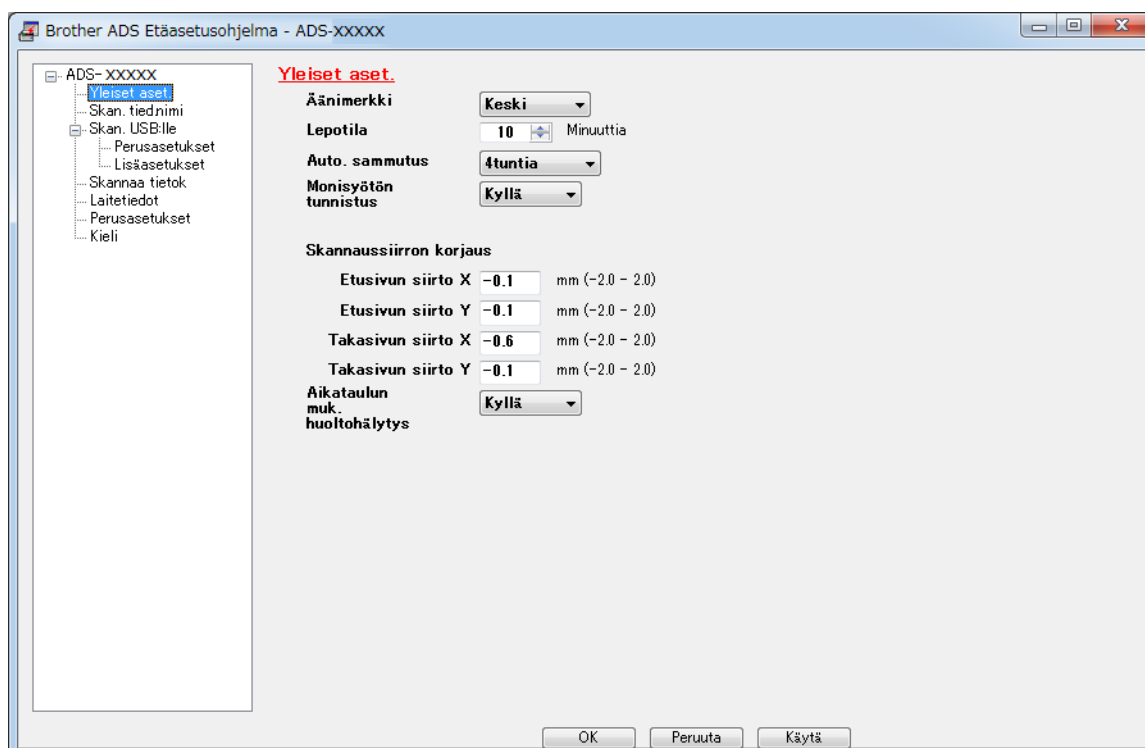 Brother ADS Etäasetusohjelma - ADS-XXXXX
ADS- XXXXX
Yleiset aset
Skan. tiednimi
Skan. USB:lle
Perusasetukset
Lisäasetukset
Skannaa tietok
Laitetiedot
Perusasetukset
Kieli
Yleiset aset.
Äänimerkki Keski
Lepotila 10 Minuuttia
Auto. sammutus 4tuntia
Monisyötön
tunnistus Kyllä
Skannaussiirron korjaus
Etusivun siirto X -0.1 mm (-2.0 - 2.0)
Etusivun siirto Y -0.1 mm (-2.0 - 2.0)
Takasivun siirto X -0.6 mm (-2.0 - 2.0)
Takasivun siirto Y -0.1 mm (-2.0 - 2.0)
Aikataulun
muk. Kyllä
huoltohälytys
OK Peruuta Käytä